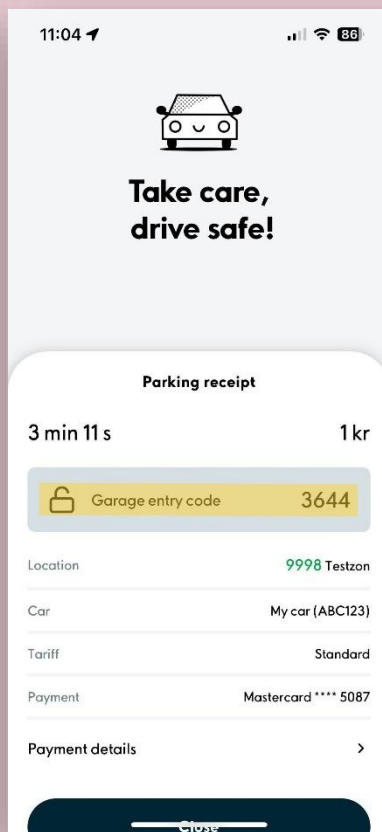 11:04
86
Take care,
drive safe!
Parking receipt
3 min 11 s 1 kr
Garage entry code 3644
Location 9998 Testzon
Car My car (ABC123)
Tariff Standard
Payment Mastercard **** 5087
Payment details
Close